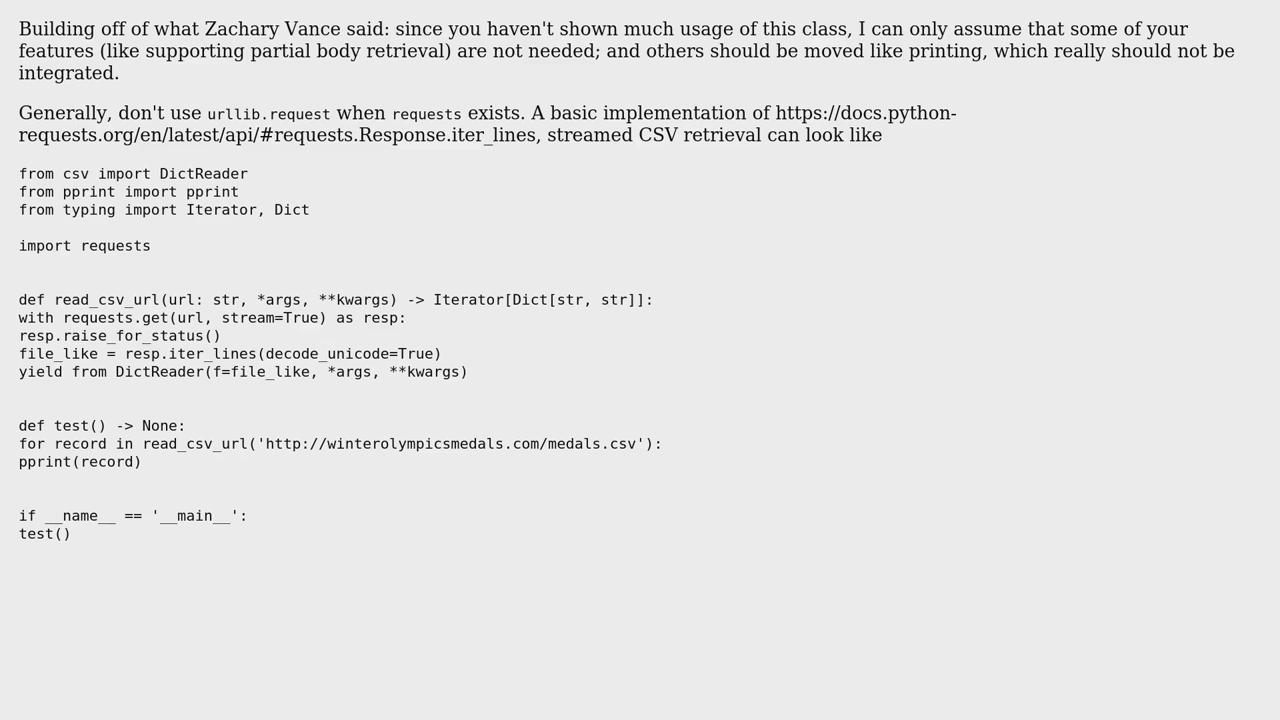 Building off of what Zachary Vance said: since you haven't shown much usage of this class, I can only assume that some of your
features (like supporting partial body retrieval) are not needed; and others should be moved like printing, which really should not be
integrated.
Generally, don't use urllib.request when requests exists. A basic implementation of https://docs.python-
requests.org/en/latest/api/#requests.Response.iter_lines, streamed CSV retrieval can look like
from csv import DictReader
from pprint import pprint
from typing import Iterator, Dict
import requests
def read_csv_url(url: str, *args, **kwargs) -> Iterator[Dict[str, str]]:
with requests.get(url, stream=True) as resp:
resp.raise_for_status()
file_like = resp.iter_lines(decode_unicode=True)
yield from DictReader(f=file_like, *args, **kwargs)
def test() -> None:
for record in read_csv_url('http://winterolympicsmedals.com/medals.csv'):
pprint(record)
if __name__ == '__main__':
test()